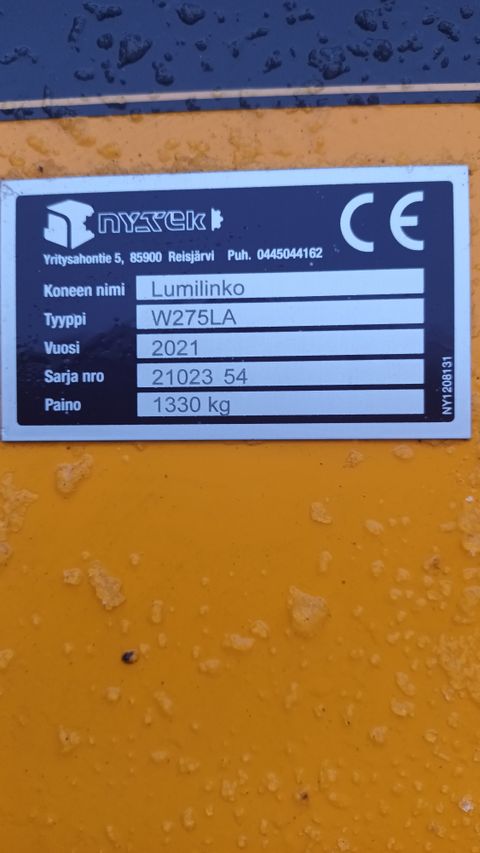 nystek CE
Yritysahontie 5, 85900 Reisjärvi Puh. 0445044162
Koneen nimi Lumilinko
Tyyppi W275LA
Vuosi 2021
Sarja nro 21023 54
Paino 1330 kg
NY1208131